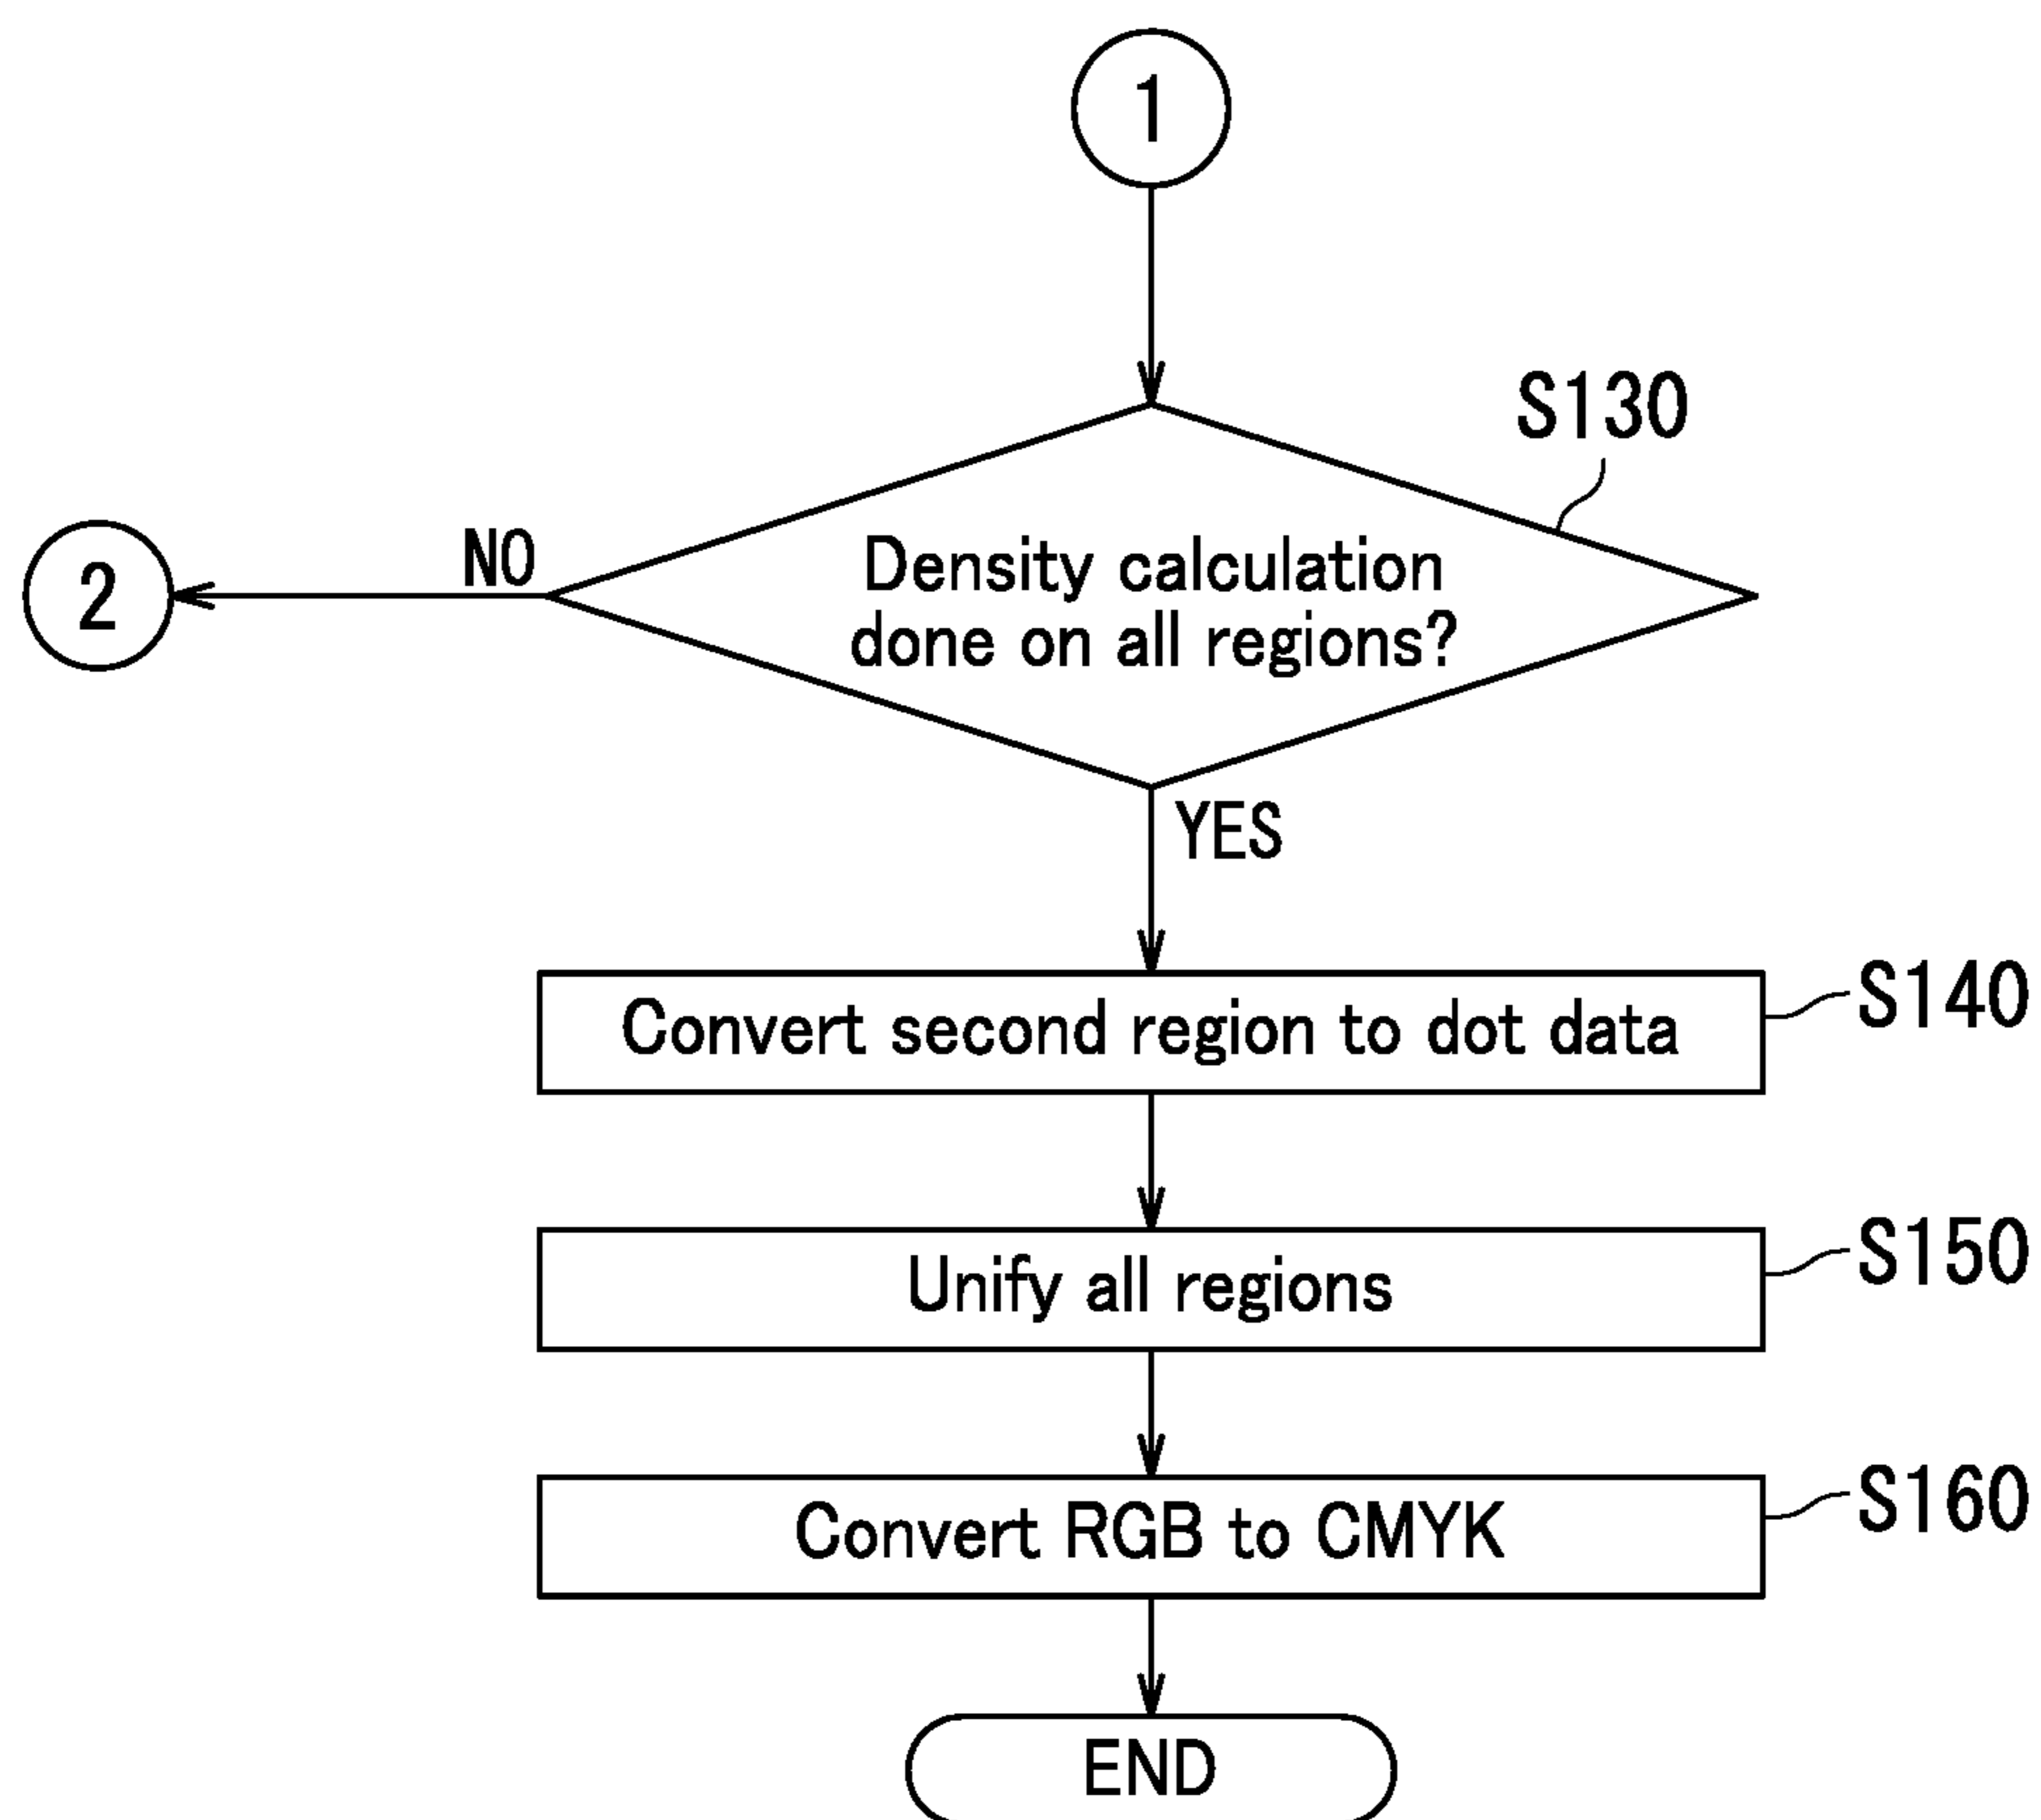 1
S130
NO
2
Density calculation
done on all regions?
YES
Convert second region to dot data
S140
Unify all regions
S150
Convert RGB to CMYK
S160
END